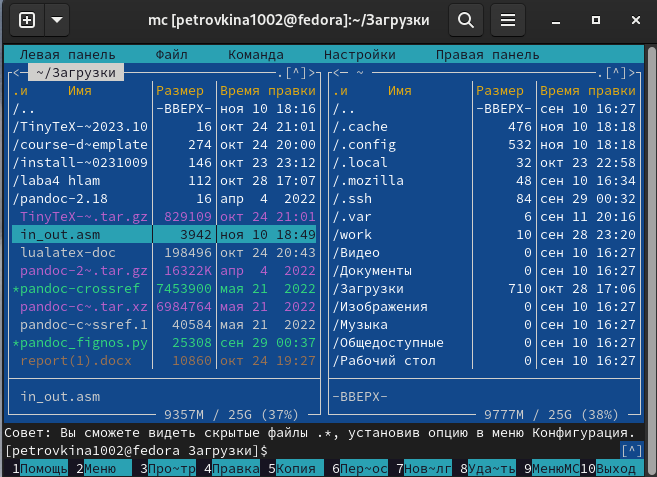 mc [petrovkina1002@fedora]:~/Загрузки
Левая панель Файл Команда Настройки Правая панель
<─ ~/Загрузки .[^]> <─ ~ .[^]>
.и Имя Размер Время правки .и Имя Размер Время правки
/.. -ВВЕРХ- ноя 10 18:16 /.. -ВВЕРХ- сен 10 16:27
/TinyTeX-~2023.10 16 окт 24 21:01 /.cache 476 ноя 10 18:18
/course-d~emplate 274 окт 24 20:00 /.config 532 ноя 10 18:18
/install-~0231009 146 окт 23 23:12 /.local 32 окт 23 22:58
/laba4 hlam 112 окт 28 17:07 /.mozilla 48 сен 10 16:34
/pandoc-2.18 16 апр 4 2022 /.ssh 84 сен 29 00:32
TinyTeX-~.tar.gz 829109 окт 24 21:01 /.var 6 сен 11 20:16
in_out.asm 3942 ноя 10 18:49 /work 10 сен 28 23:20
lualatex-doc 198496 окт 24 20:43 /Видео 0 сен 10 16:27
pandoc-2~.tar.gz 16322K апр 4 2022 /Документы 0 сен 10 16:27
*pandoc-crossref 7453900 мая 21 2022 /Загрузки 710 окт 28 17:06
pandoc-c~.tar.xz 6984764 мая 21 2022 /Изображения 0 сен 10 16:27
pandoc-c~ssref.1 40584 мая 21 2022 /Музыка 0 сен 10 16:27
*pandoc_fignos.py 25308 сен 29 00:37 /Общедоступные 0 сен 10 16:27
report(1).docx 10860 окт 24 19:27 /Рабочий стол 0 сен 10 16:27
in_out.asm -ВВЕРХ-
9357M / 25G (37%) 9777M / 25G (38%)
Совет: Вы сможете видеть скрытые файлы .*, установив опцию в меню Конфигурация.
[petrovkina1002@fedora Загрузки]$ [^]
1Помощь 2Меню 3Про~тр 4Правка 5Копия 6Пер~ос 7Нов~лг 8Уда~ть 9МенюMC 10Выход